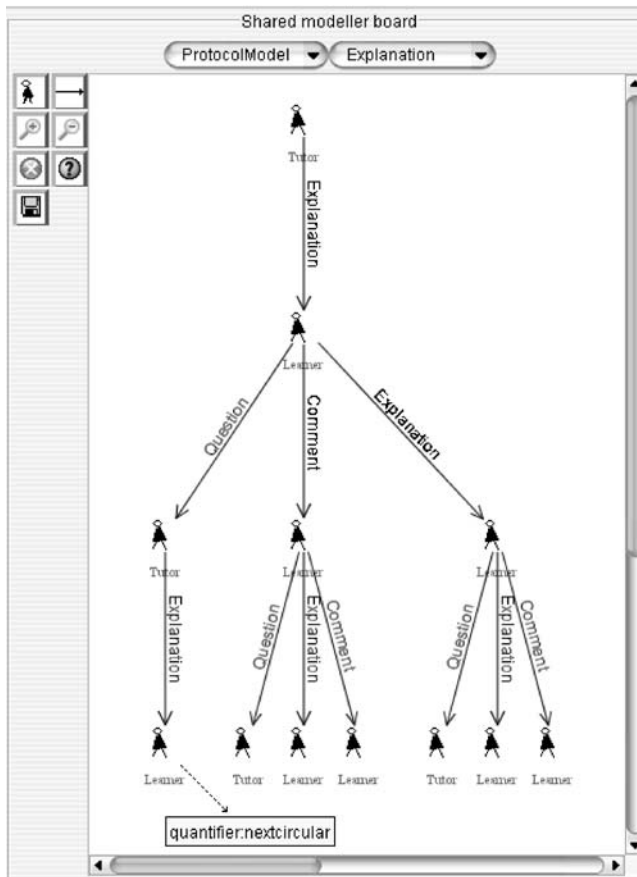 Shared modeller board
ProtocolModel Explanation
Tutor
Explanation
Learner
Question Comment Explanation
Tutor Learner Learner
Explanation Question Explanation Comment Question Explanation Comment
Learner Tutor Learner Learner Tutor Learner Learner
quantifier:nextcircular